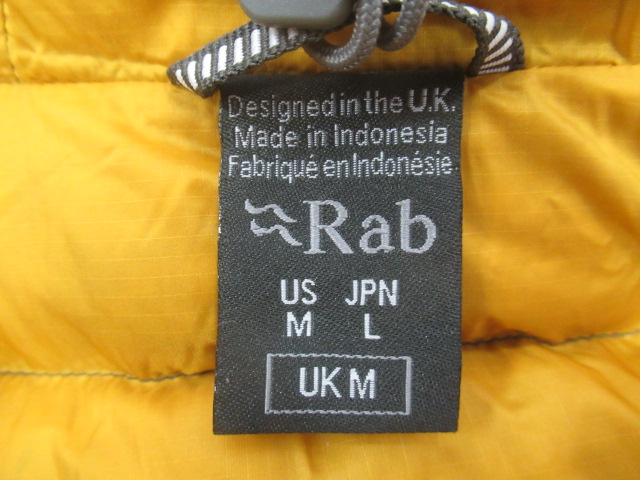 Designed in the U.K.
Made in Indonesia
Fabriqué en Indonésie
Rab
US JPN
M L
UK M